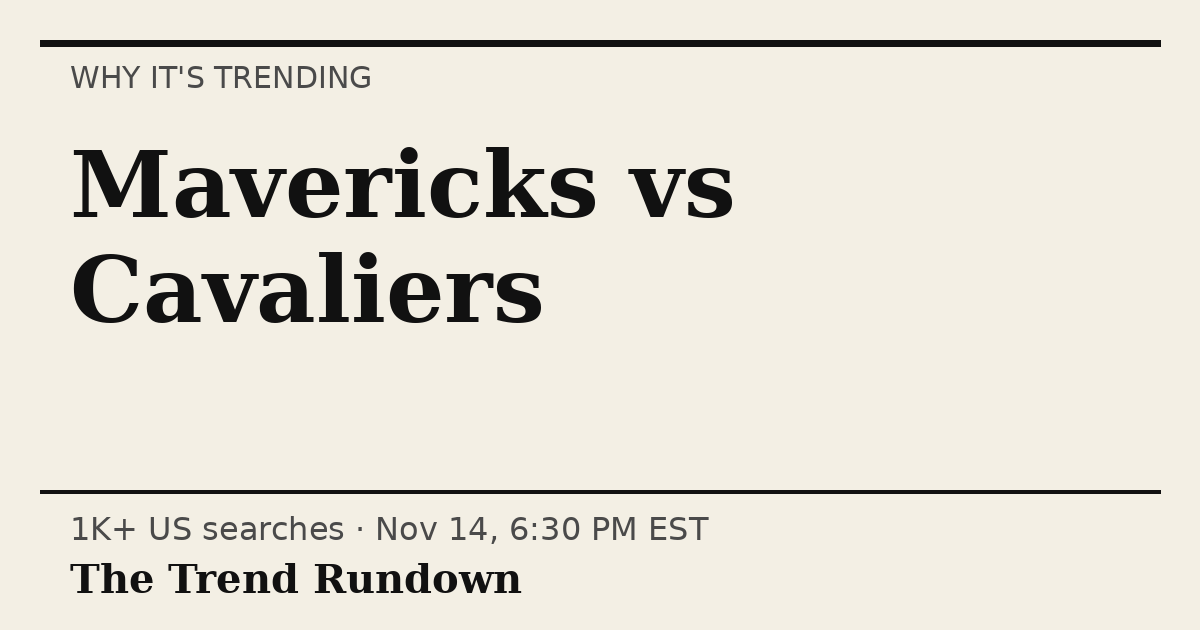 WHY IT'S TRENDING
Mavericks vs
Cavaliers
1K+ US searches · Nov 14, 6:30 PM EST
The Trend Rundown